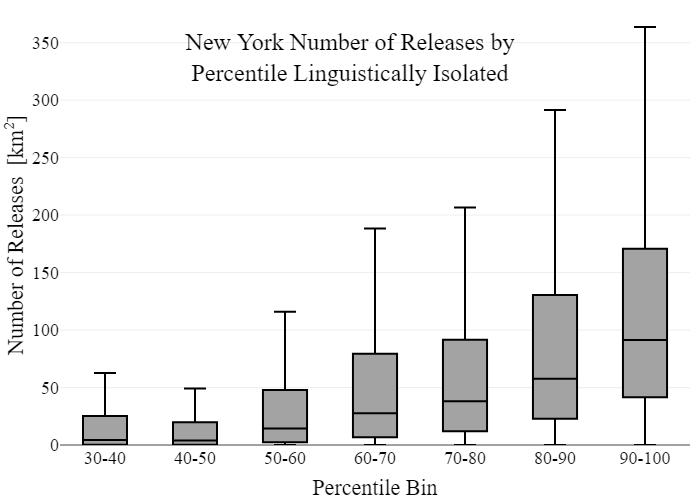 New York Number of Releases by
Percentile Linguistically Isolated
Number of Releases [km²]
350
300
250
200
150
100
50
0
30-40 40-50 50-60 60-70 70-80 80-90 90-100
Percentile Bin